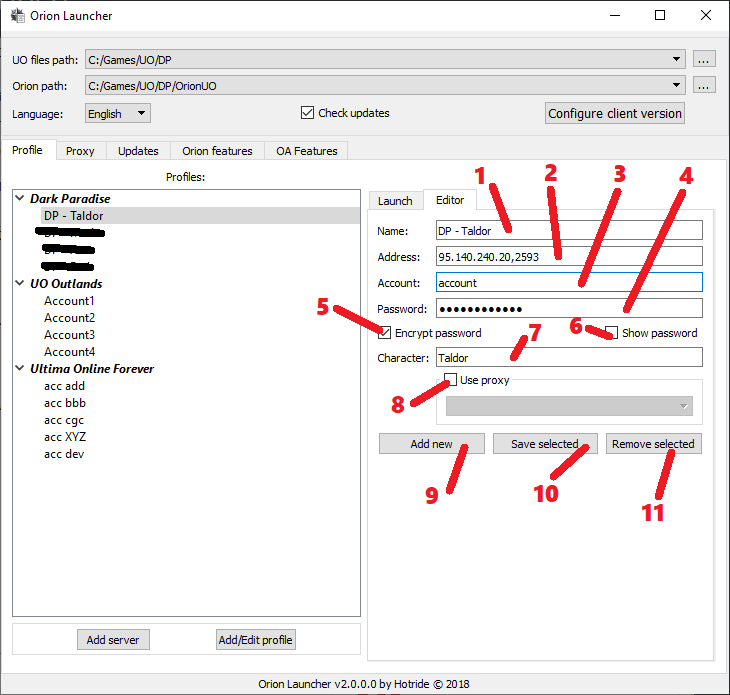 Orion Launcher
UO files path: C:/Games/UO/DP ...
Orion path: C:/Games/UO/DP/OrionUO ...
Language: English Check updates Configure client version
Profile Proxy Updates Orion features OA Features
Profiles:
Dark Paradise
DP - Taldor
UO Outlands
Account1
Account2
Account3
Account4
Ultima Online Forever
acc add
acc bbb
acc cgc
acc XYZ
acc dev
Add server Add/Edit profile
Launch Editor
1 2 3 4
Name: DP - Taldor
Address: 95.140.240.20,2593
Account: account
Password: ●●●●●●●●●●●●
5 Encrypt password 6 Show password
7
Character: Taldor
8 Use proxy
Add new Save selected Remove selected
9 10 11
Orion Launcher v2.0.0.0 by Hotride © 2018